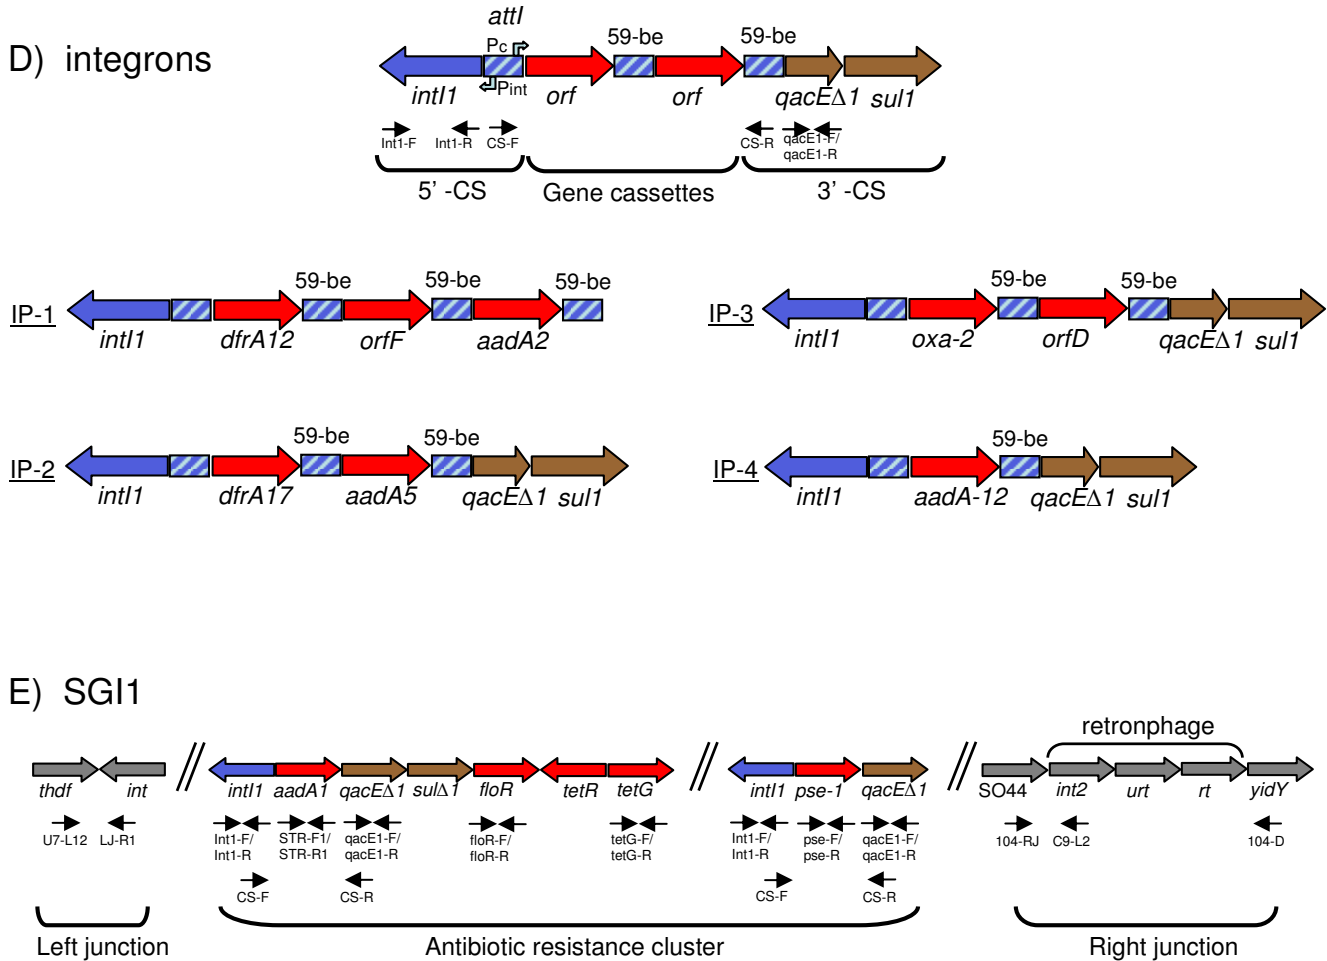 D) integrons
attI
Pc
59-be 59-be
Pint
intI1 orf orf qacEΔ1 sul1
Int1-F Int1-R CS-F CS-R qacE1-F/
qacE1-R
5' -CS Gene cassettes 3' -CS
59-be 59-be 59-be
IP-1
intI1 dfrA12 orfF aadA2
59-be 59-be
IP-3
intI1 oxa-2 orfD qacEΔ1 sul1
59-be 59-be
IP-2
intI1 dfrA17 aadA5 qacEΔ1 sul1
59-be
IP-4
intI1 aadA-12 qacEΔ1 sul1
E) SGI1
retronphage
thdf int intI1 aadA1 qacEΔ1 sulΔ1 floR tetR tetG intI1 pse-1 qacEΔ1 SO44 int2 urt rt yidY
U7-L12 LJ-R1 Int1-F/ STR-F1/ qacE1-F/ floR-F/ tetG-F/ Int1-F/ pse-F/ qacE1-F/ 104-RJ C9-L2 104-D
Int1-R STR-R1 qacE1-R floR-R tetG-R Int1-R pse-R qacE1-R
CS-F CS-R CS-F CS-R
Left junction Antibiotic resistance cluster Right junction